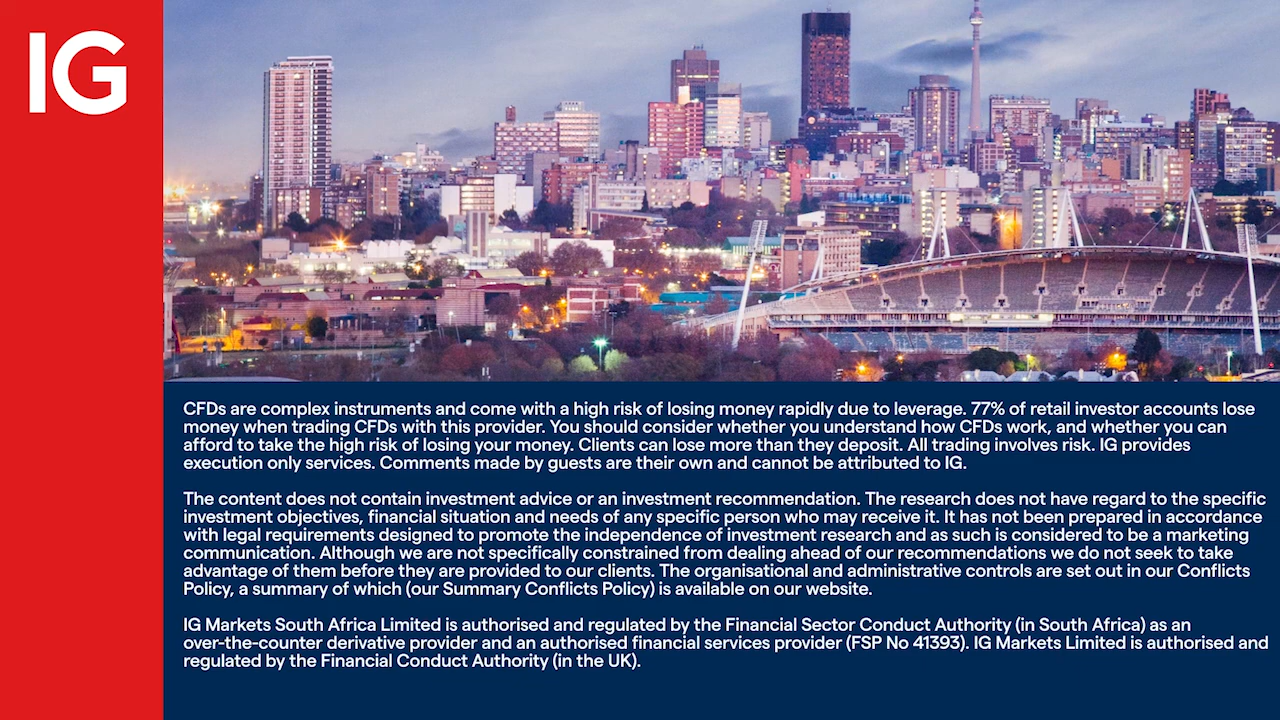 IG
CFDs are complex instruments and come with a high risk of losing money rapidly due to leverage. 77% of retail investor accounts lose
money when trading CFDs with this provider. You should consider whether you understand how CFDs work, and whether you can
afford to take the high risk of losing your money. Clients can lose more than they deposit. All trading involves risk. IG provides
execution only services. Comments made by guests are their own and cannot be attributed to IG.
The content does not contain investment advice or an investment recommendation. The research does not have regard to the specific
investment objectives, financial situation and needs of any specific person who may receive it. It has not been prepared in accordance
with legal requirements designed to promote the independence of investment research and as such is considered to be a marketing
communication. Although we are not specifically constrained from dealing ahead of our recommendations we do not seek to take
advantage of them before they are provided to our clients. The organisational and administrative controls are set out in our Conflicts
Policy, a summary of which (our Summary Conflicts Policy) is available on our website.
IG Markets South Africa Limited is authorised and regulated by the Financial Sector Conduct Authority (in South Africa) as an
over-the-counter derivative provider and an authorised financial services provider (FSP No 41393). IG Markets Limited is authorised and
regulated by the Financial Conduct Authority (in the UK).